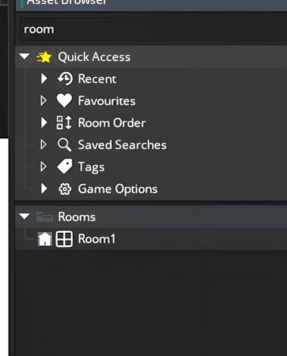 Asset Browser
room
Quick Access
Recent
Favourites
Room Order
Saved Searches
Tags
Game Options
Rooms
Room1